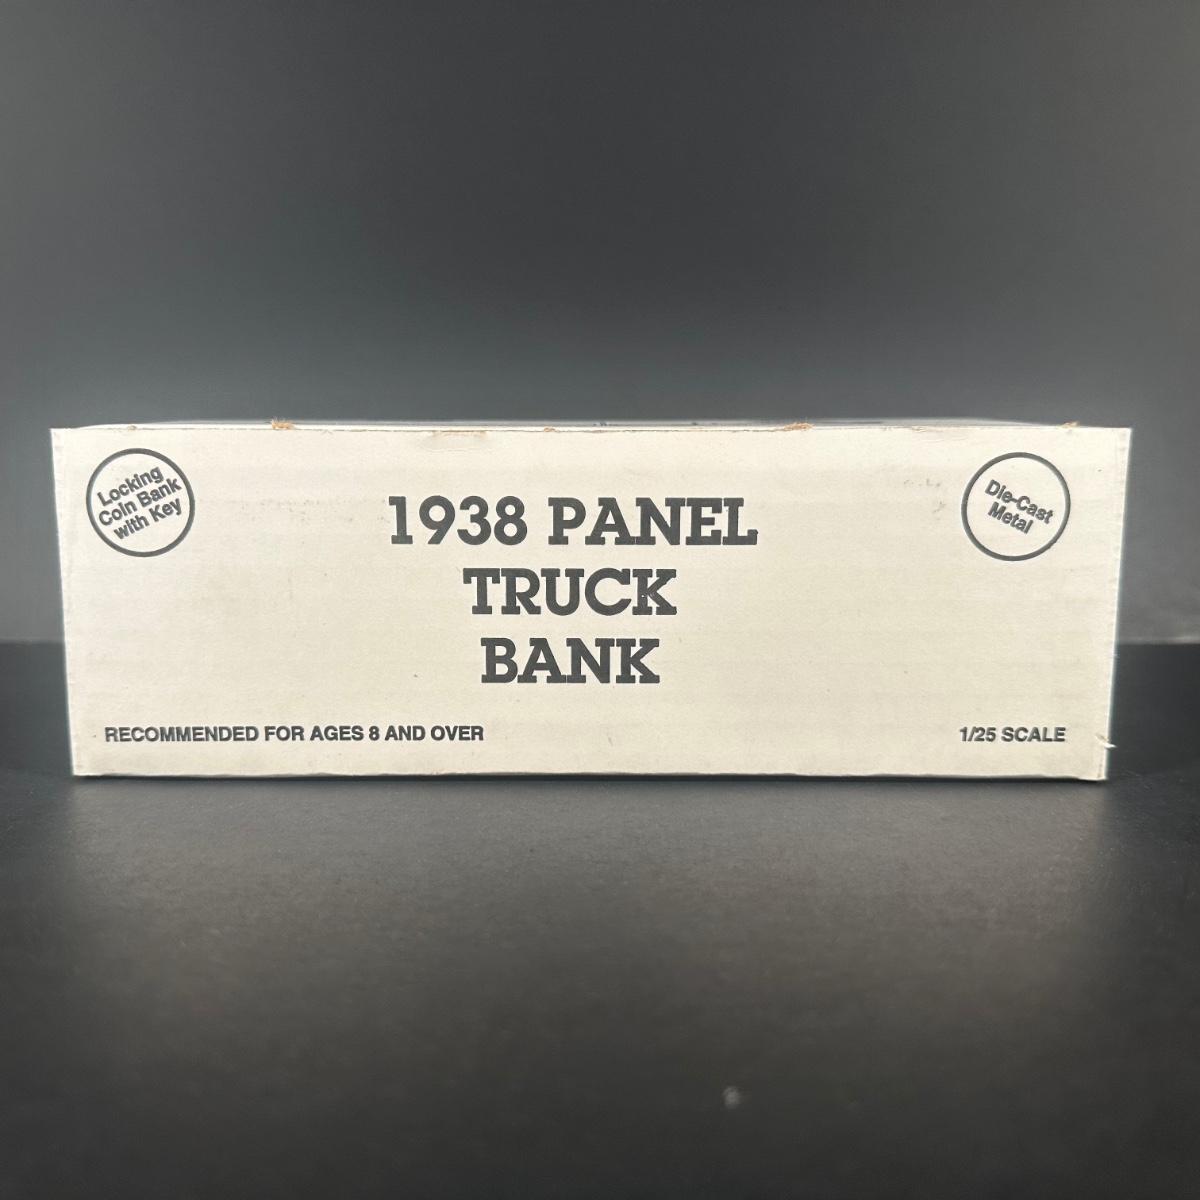 Locking
Coin Bank
with Key
Die-Cast
Metal
1938 PANEL
TRUCK
BANK
RECOMMENDED FOR AGES 8 AND OVER
1/25 SCALE